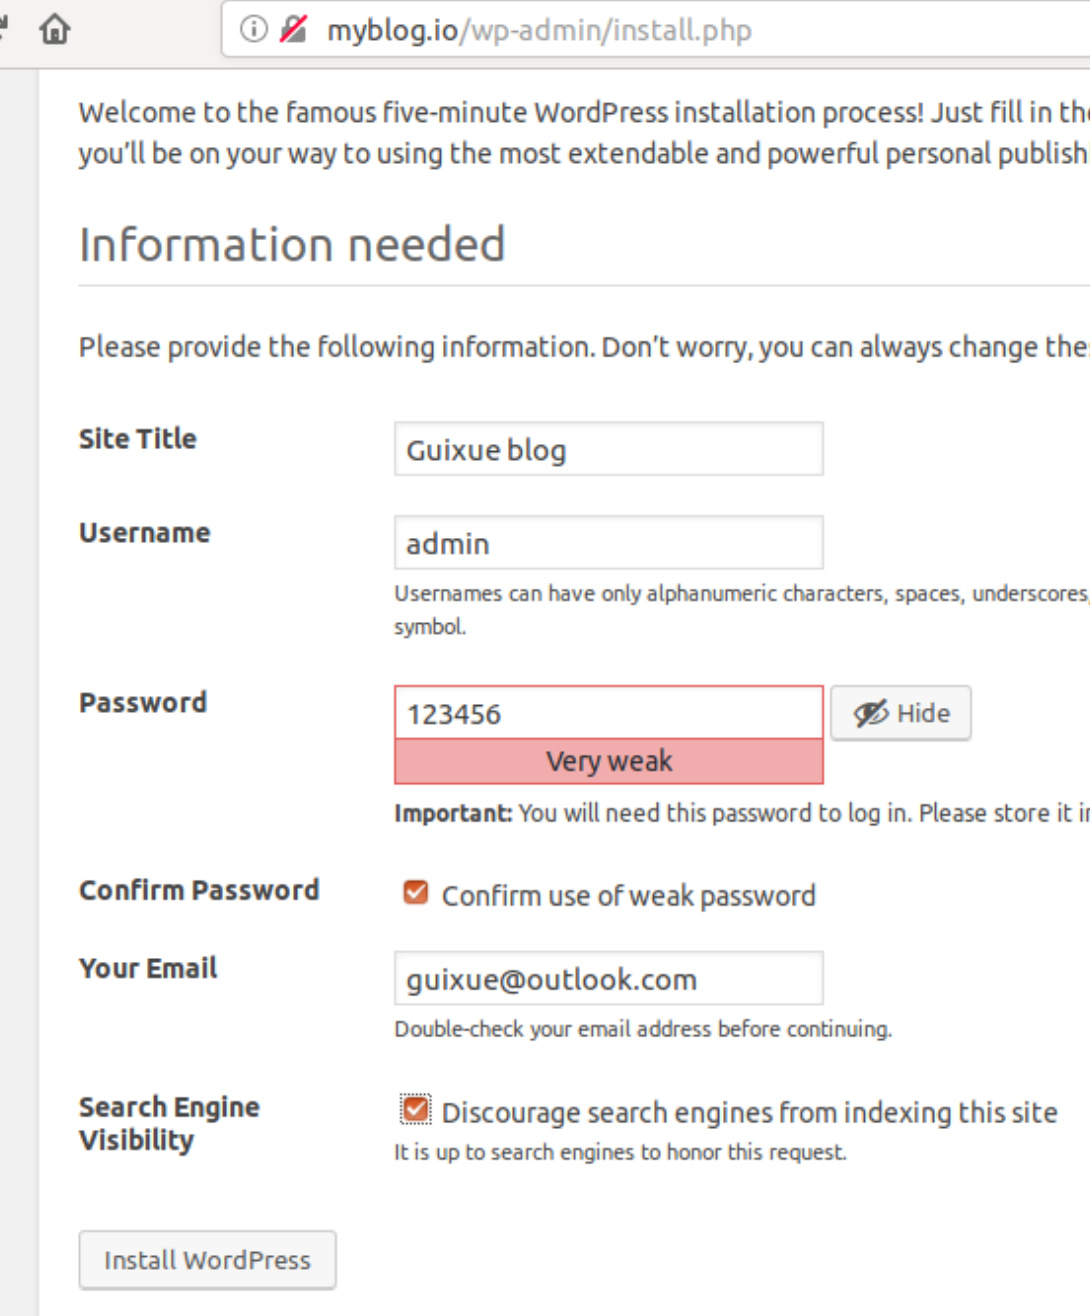 myblog.io/wp-admin/install.php
Welcome to the famous five-minute WordPress installation process! Just fill in the
you’ll be on your way to using the most extendable and powerful personal publishi
Information needed
Please provide the following information. Don’t worry, you can always change thes
Site Title
Guixue blog
Username
admin
Usernames can have only alphanumeric characters, spaces, underscores,
symbol.
Password
123456
Hide
Very weak
Important: You will need this password to log in. Please store it in
Confirm Password
Confirm use of weak password
Your Email
guixue@outlook.com
Double-check your email address before continuing.
Search Engine
Visibility
Discourage search engines from indexing this site
It is up to search engines to honor this request.
Install WordPress